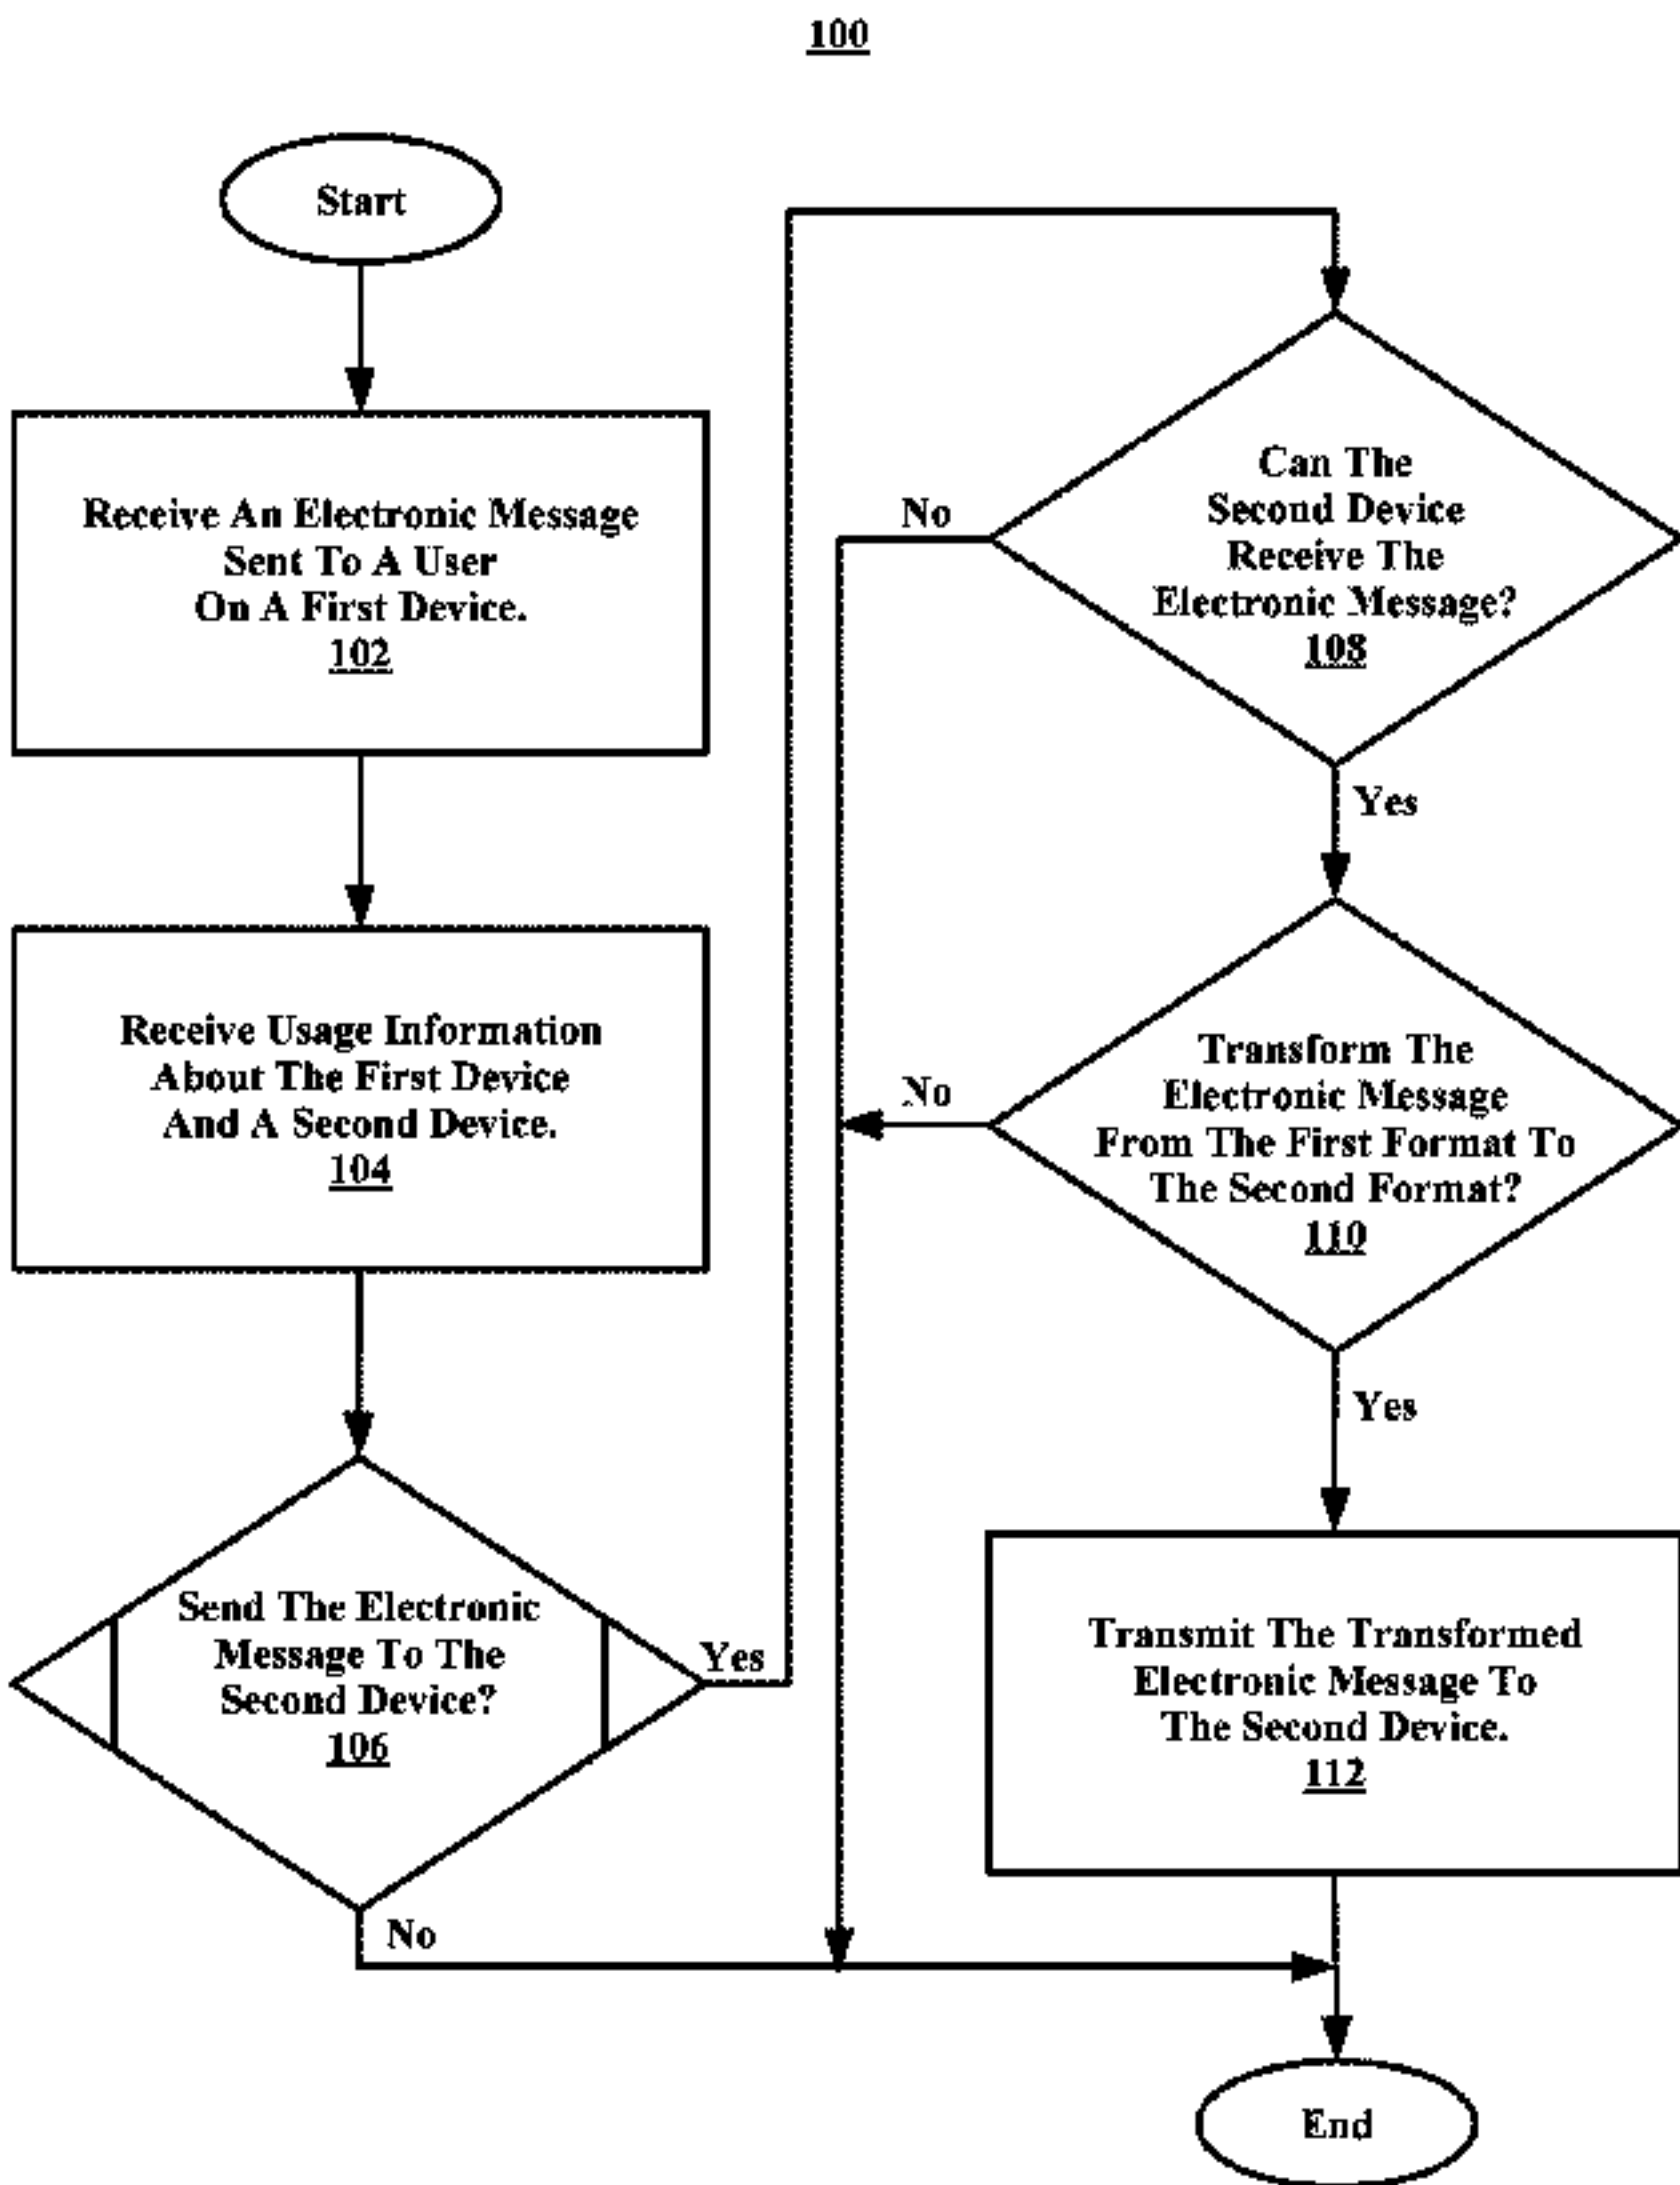 100
Start
Receive An Electronic Message
Sent To A User
On A First Device.
102
Receive Usage Information
About The First Device
And A Second Device.
104
Send The Electronic
Message To The
Second Device?
106
Yes
No
Can The
Second Device
Receive The
Electronic Message?
108
No
Yes
Transform The
Electronic Message
From The First Format To
The Second Format?
110
No
Yes
Transmit The Transformed
Electronic Message To
The Second Device.
112
End